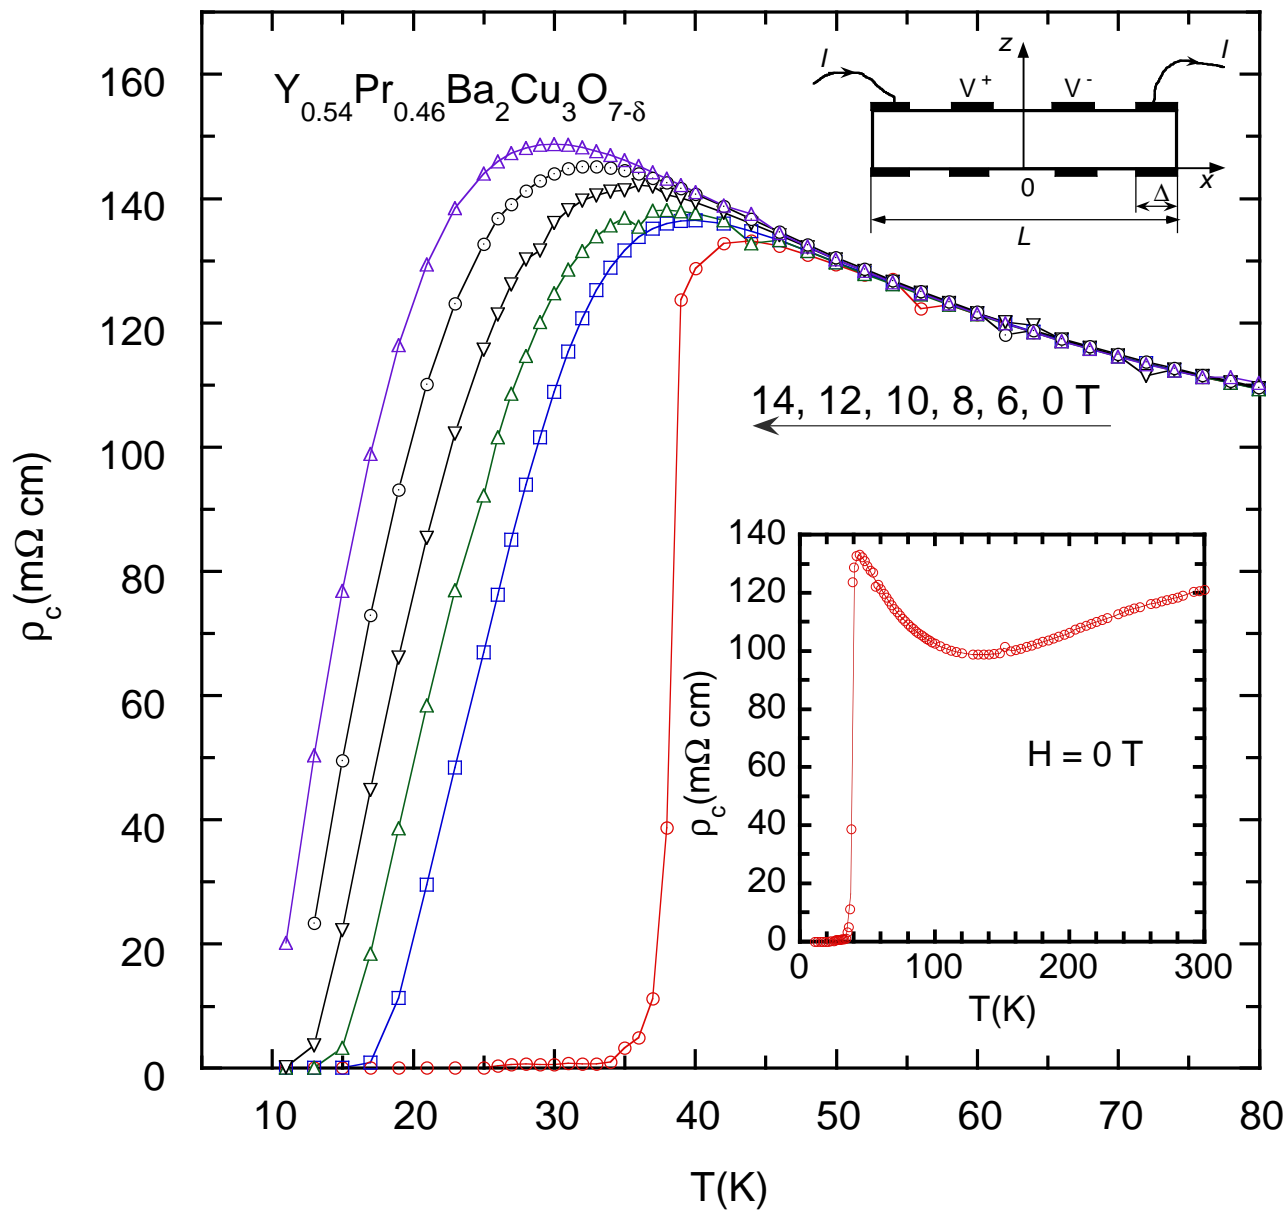 160
140
120
100
80
60
40
20
0
ρc(mΩ cm)
10 20 30 40 50 60 70 80
T(K)
Y0.54Pr0.46Ba2Cu3O7-δ
I z I
V+ V-
0 x
Δ
L
14, 12, 10, 8, 6, 0 T
140
120
100
80
60
40
20
0
ρc(mΩ cm)
H = 0 T
0 100 200 300
T(K)